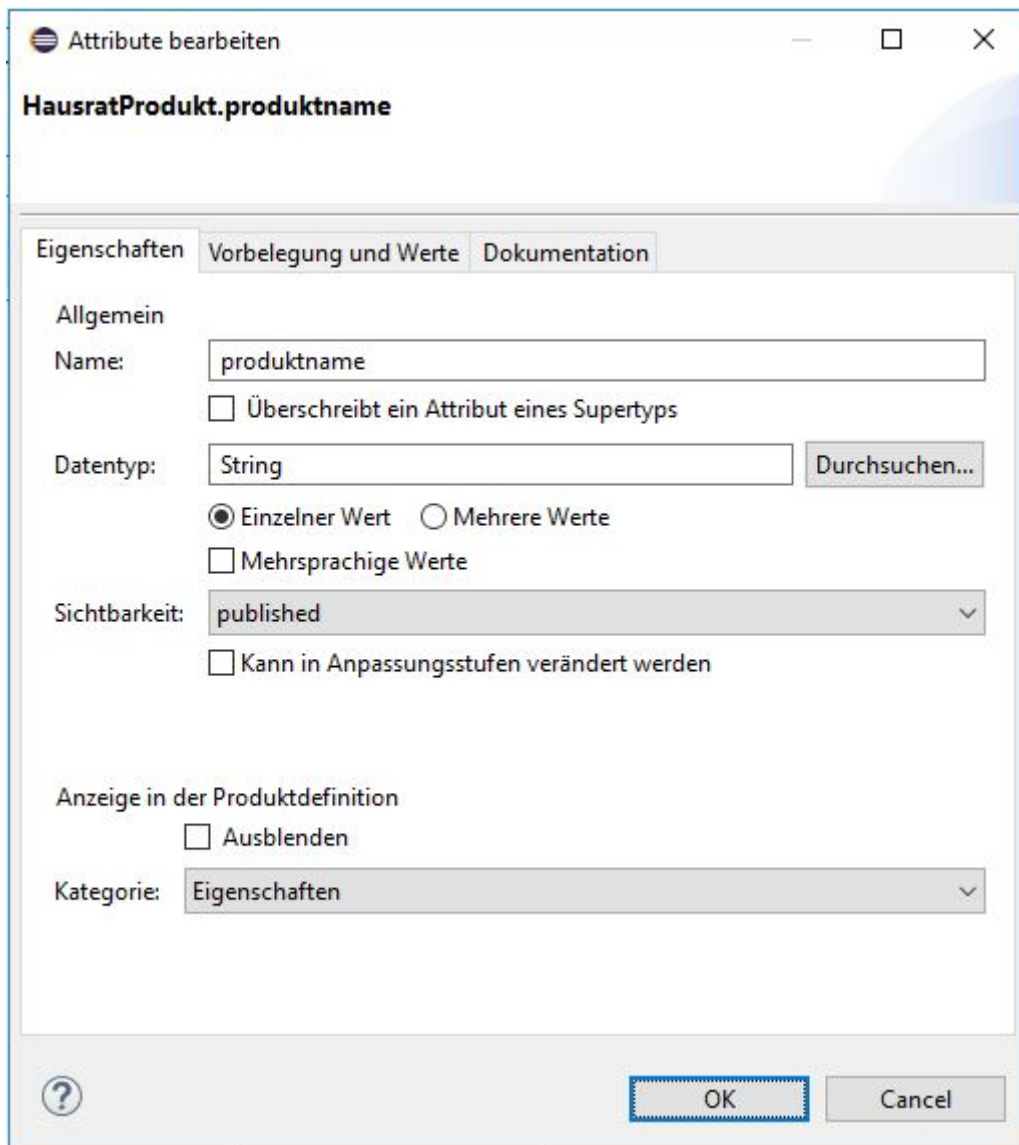 Attribute bearbeiten
HausratProdukt.produktname
Eigenschaften Vorbelegung und Werte Dokumentation
Allgemein
Name: produktname
Überschreibt ein Attribut eines Supertyps
Datentyp: String Durchsuchen...
Einzelner Wert Mehrere Werte
Mehrsprachige Werte
Sichtbarkeit: published
Kann in Anpassungsstufen verändert werden
Anzeige in der Produktdefinition
Ausblenden
Kategorie: Eigenschaften
? OK Cancel